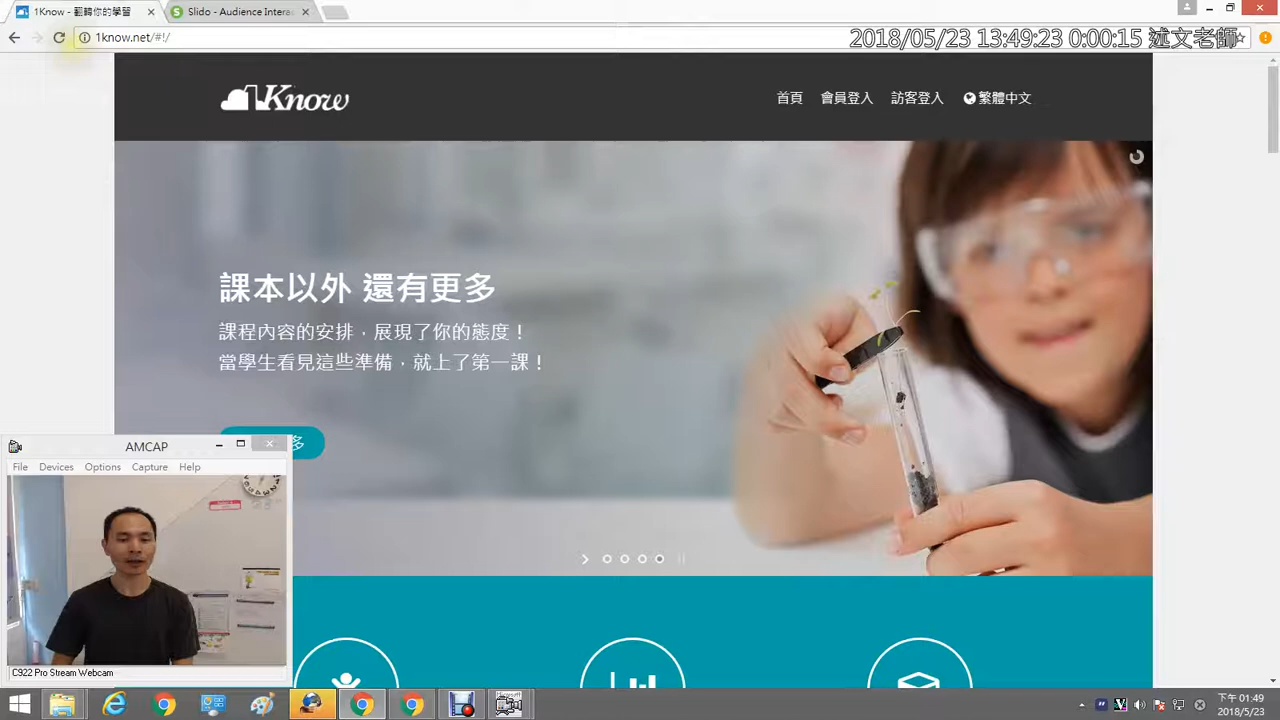 1Know - 翻轉你的學習
Slido - Audience Intera
1know.net/#!/
2018/05/23 13:49:23 0:00:15 述文老師
1Know
首頁
會員登入
訪客登入
繁體中文
課本以外 還有更多
課程內容的安排，展現了你的態度！
當學生看見這些準備，就上了第一課！
多
AMCAP
File Devices Options Capture Help
C922 Pro Stream Webcam
下午 01:49
2018/5/23